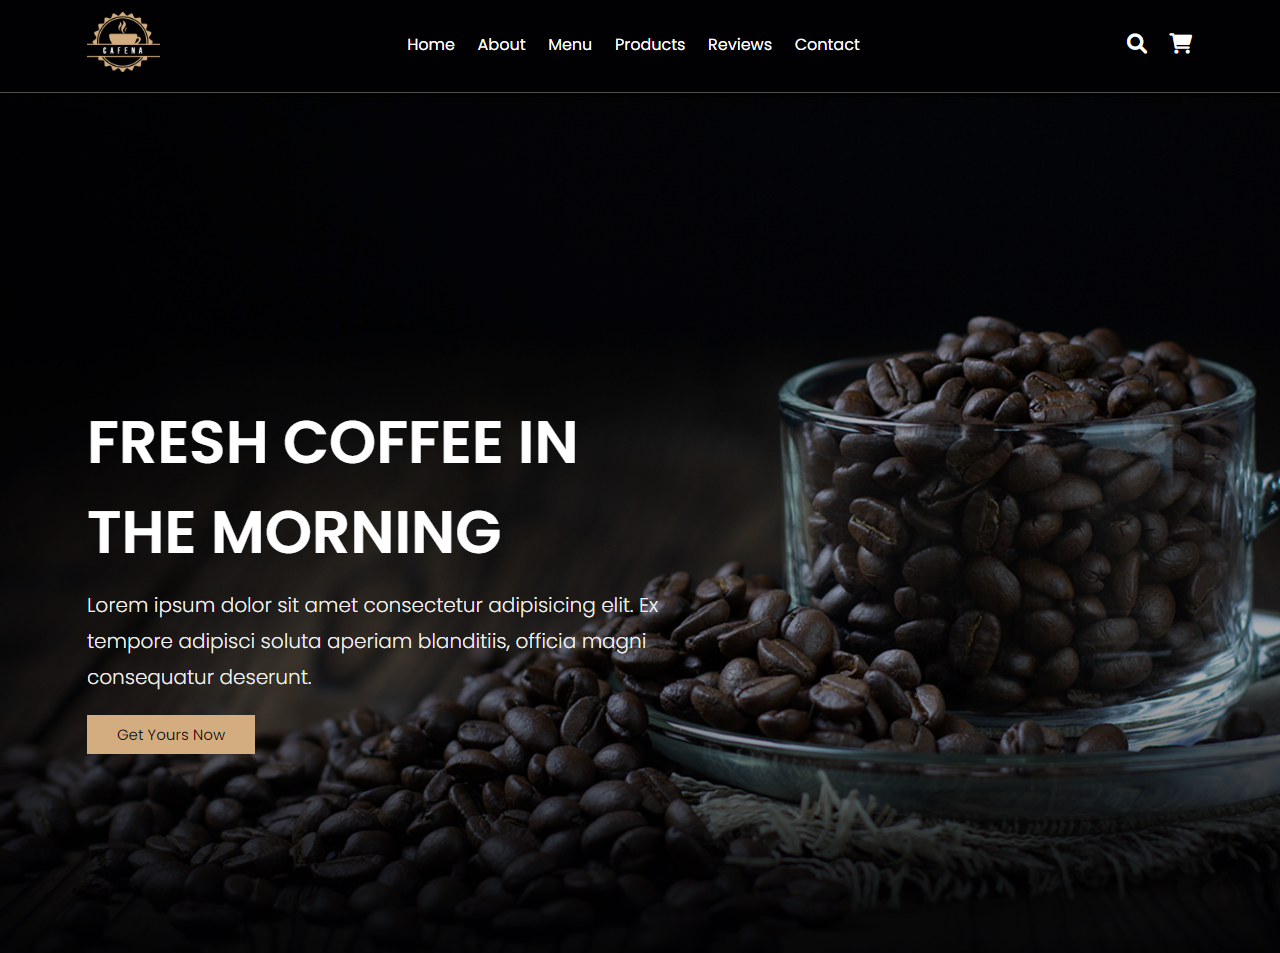 CAFENA
Home About Menu Products Reviews Contact
FRESH COFFEE IN
THE MORNING
Lorem ipsum dolor sit amet consectetur adipisicing elit. Ex
tempore adipisci soluta aperiam blanditiis, officia magni
consequatur deserunt.
Get Yours Now